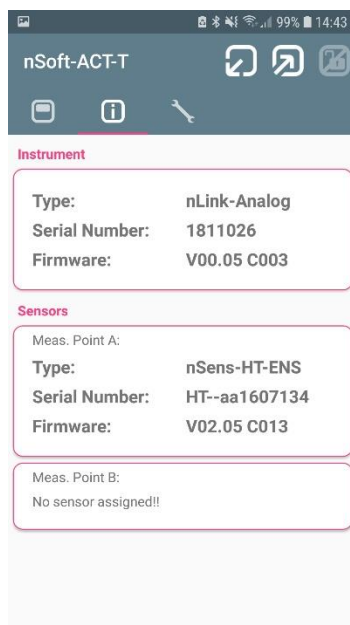 99% 14:43
nSoft-ACT-T
Instrument
Type: nLink-Analog
Serial Number: 1811026
Firmware: V00.05 C003
Sensors
Meas. Point A:
Type: nSens-HT-ENS
Serial Number: HT--aa1607134
Firmware: V02.05 C013
Meas. Point B:
No sensor assigned!!